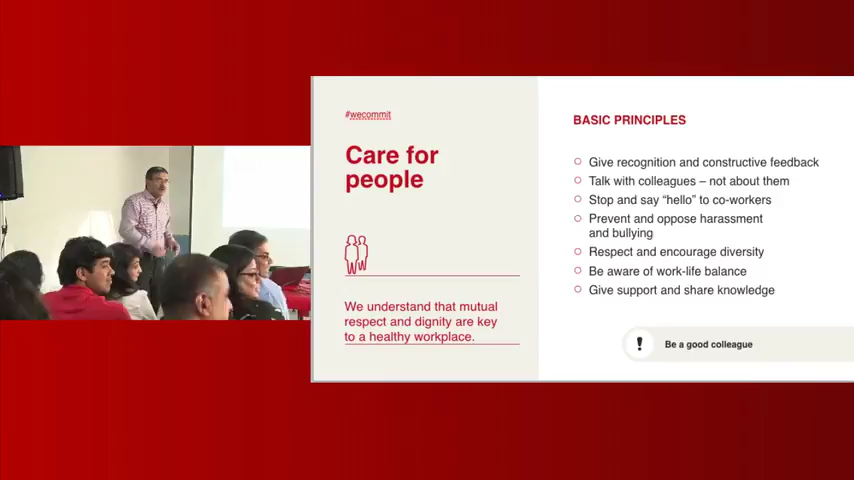 #wecommit
Care for
people
We understand that mutual
respect and dignity are key
to a healthy workplace.
BASIC PRINCIPLES
Give recognition and constructive feedback
Talk with colleagues – not about them
Stop and say “hello” to co-workers
Prevent and oppose harassment
and bullying
Respect and encourage diversity
Be aware of work-life balance
Give support and share knowledge
! Be a good colleague